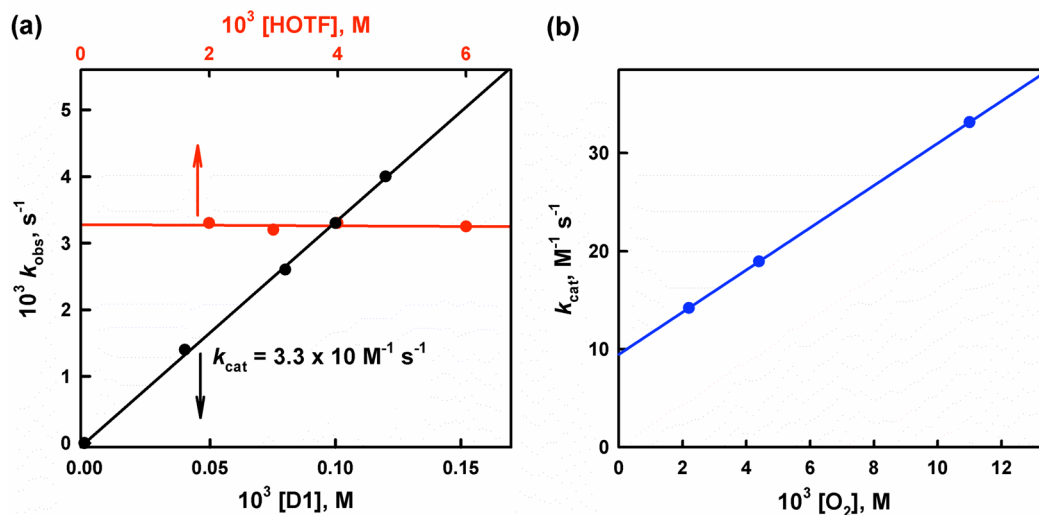 (a)
10³ [HOTF], M
0 2 4 6
10³ k_obs, s⁻¹
5
4
3
2
1
0
k_cat = 3.3 x 10 M⁻¹ s⁻¹
0.00 0.05 0.10 0.15
10³ [D1], M
(b)
k_cat, M⁻¹ s⁻¹
30
20
10
0
0 2 4 6 8 10 12
10³ [O₂], M